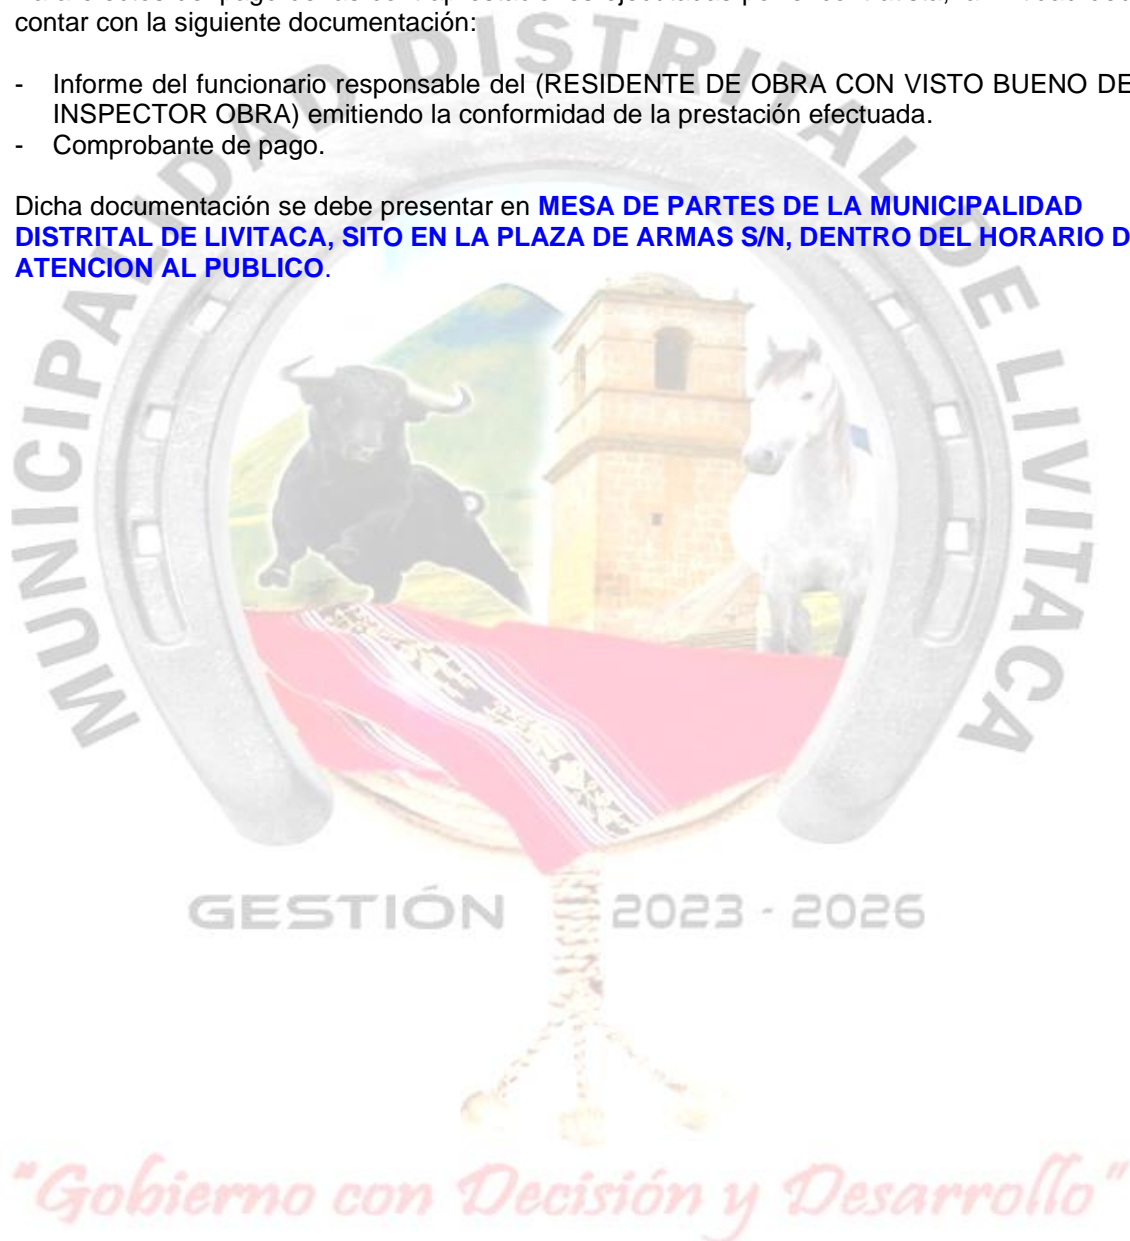 contar con la siguiente documentación:
- Informe del funcionario responsable del (RESIDENTE DE OBRA CON VISTO BUENO DE
INSPECTOR OBRA) emitiendo la conformidad de la prestación efectuada.
- Comprobante de pago.
Dicha documentación se debe presentar en MESA DE PARTES DE LA MUNICIPALIDAD
DISTRITAL DE LIVITACA, SITO EN LA PLAZA DE ARMAS S/N, DENTRO DEL HORARIO D
ATENCION AL PUBLICO.
MUNICIPALIDAD DISTRITAL DE LIVITACA
GESTIÓN 2023 - 2026
"Gobierno con Decisión y Desarrollo"